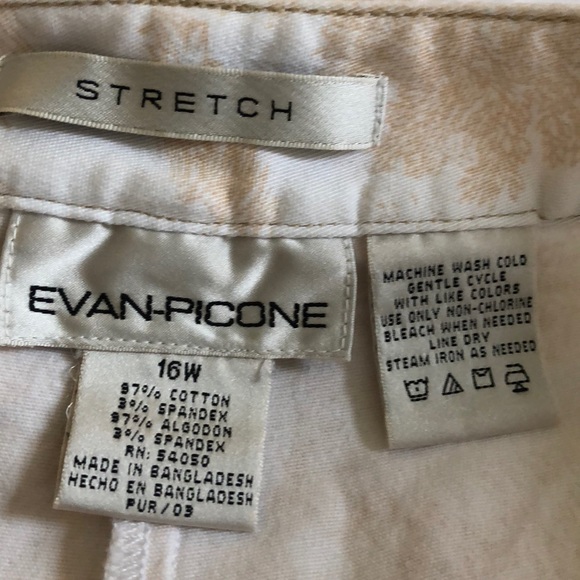 STRETCH
EVAN-PICONE
16W
97% COTTON
3% SPANDEX
97% ALGODON
3% SPANDEX
RN: 54050
MADE IN BANGLADESH
HECHO EN BANGLADESH
PUR/03
MACHINE WASH COLD
GENTLE CYCLE
WITH LIKE COLORS
USE ONLY NON-CHLORINE
BLEACH WHEN NEEDED
LINE DRY
STEAM IRON AS NEEDED